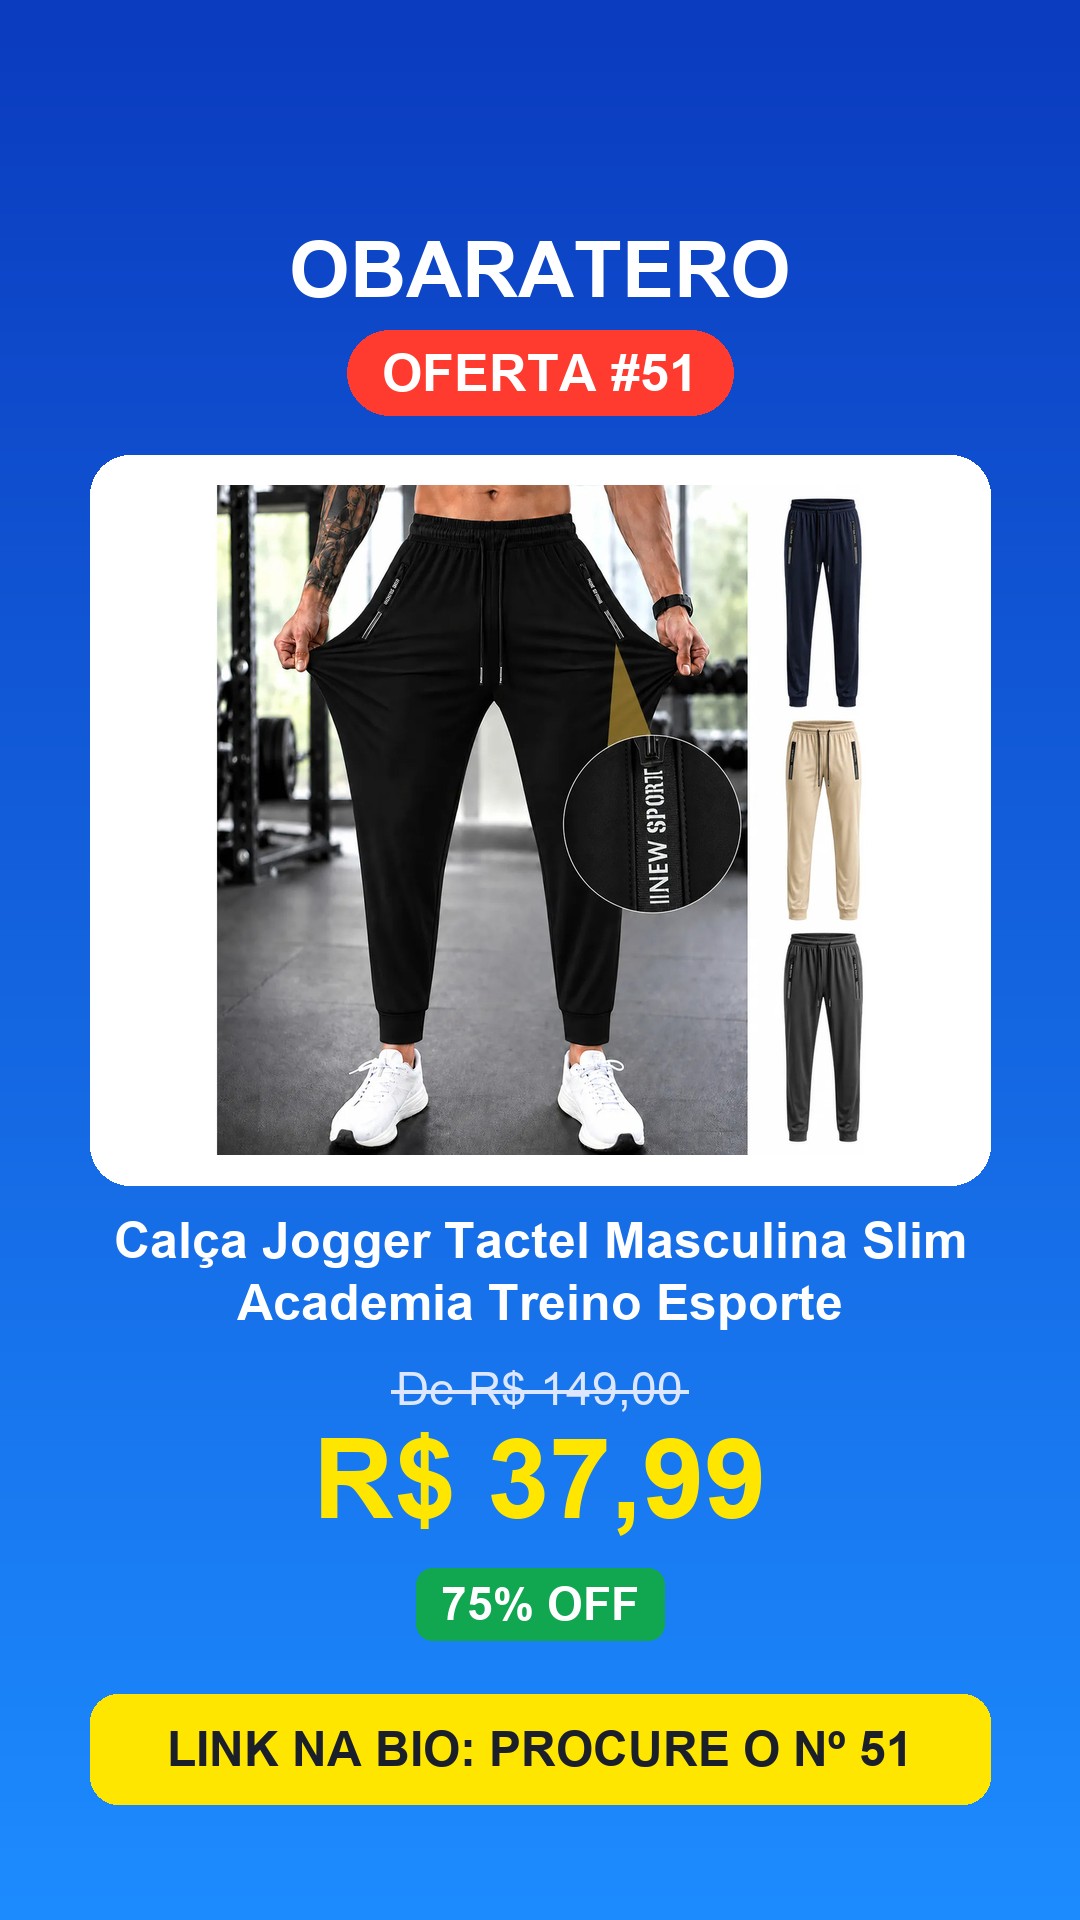 OBARATERO
OFERTA #51
IINEW SPORT
Calça Jogger Tactel Masculina Slim
Academia Treino Esporte
De R$ 149,00
R$ 37,99
75% OFF
LINK NA BIO: PROCURE O Nº 51